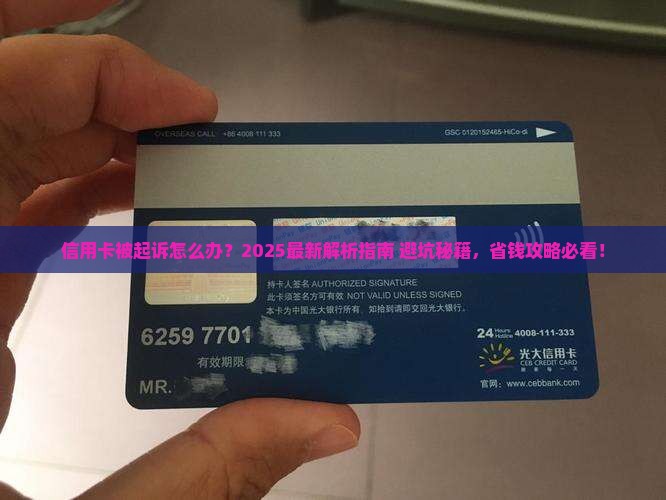 OVERSEAS CALL: +86 4008 111 333
GSC 0120152465-HiCo-di
信用卡被起诉怎么办？2025最新解析指南 避坑秘籍，省钱攻略必看！
持卡人签名 AUTHORIZED SIGNATURE
此卡须签名方可有效 NOT VALID UNLESS SIGNED
本卡为中国光大银行所有，如拾到请即交回光大银行。
6259 7701
有效期限
MR.
24 Hours Hotline 4008-111-333
光大信用卡
CEB CREDIT CARD
官网：www.cebbank.com